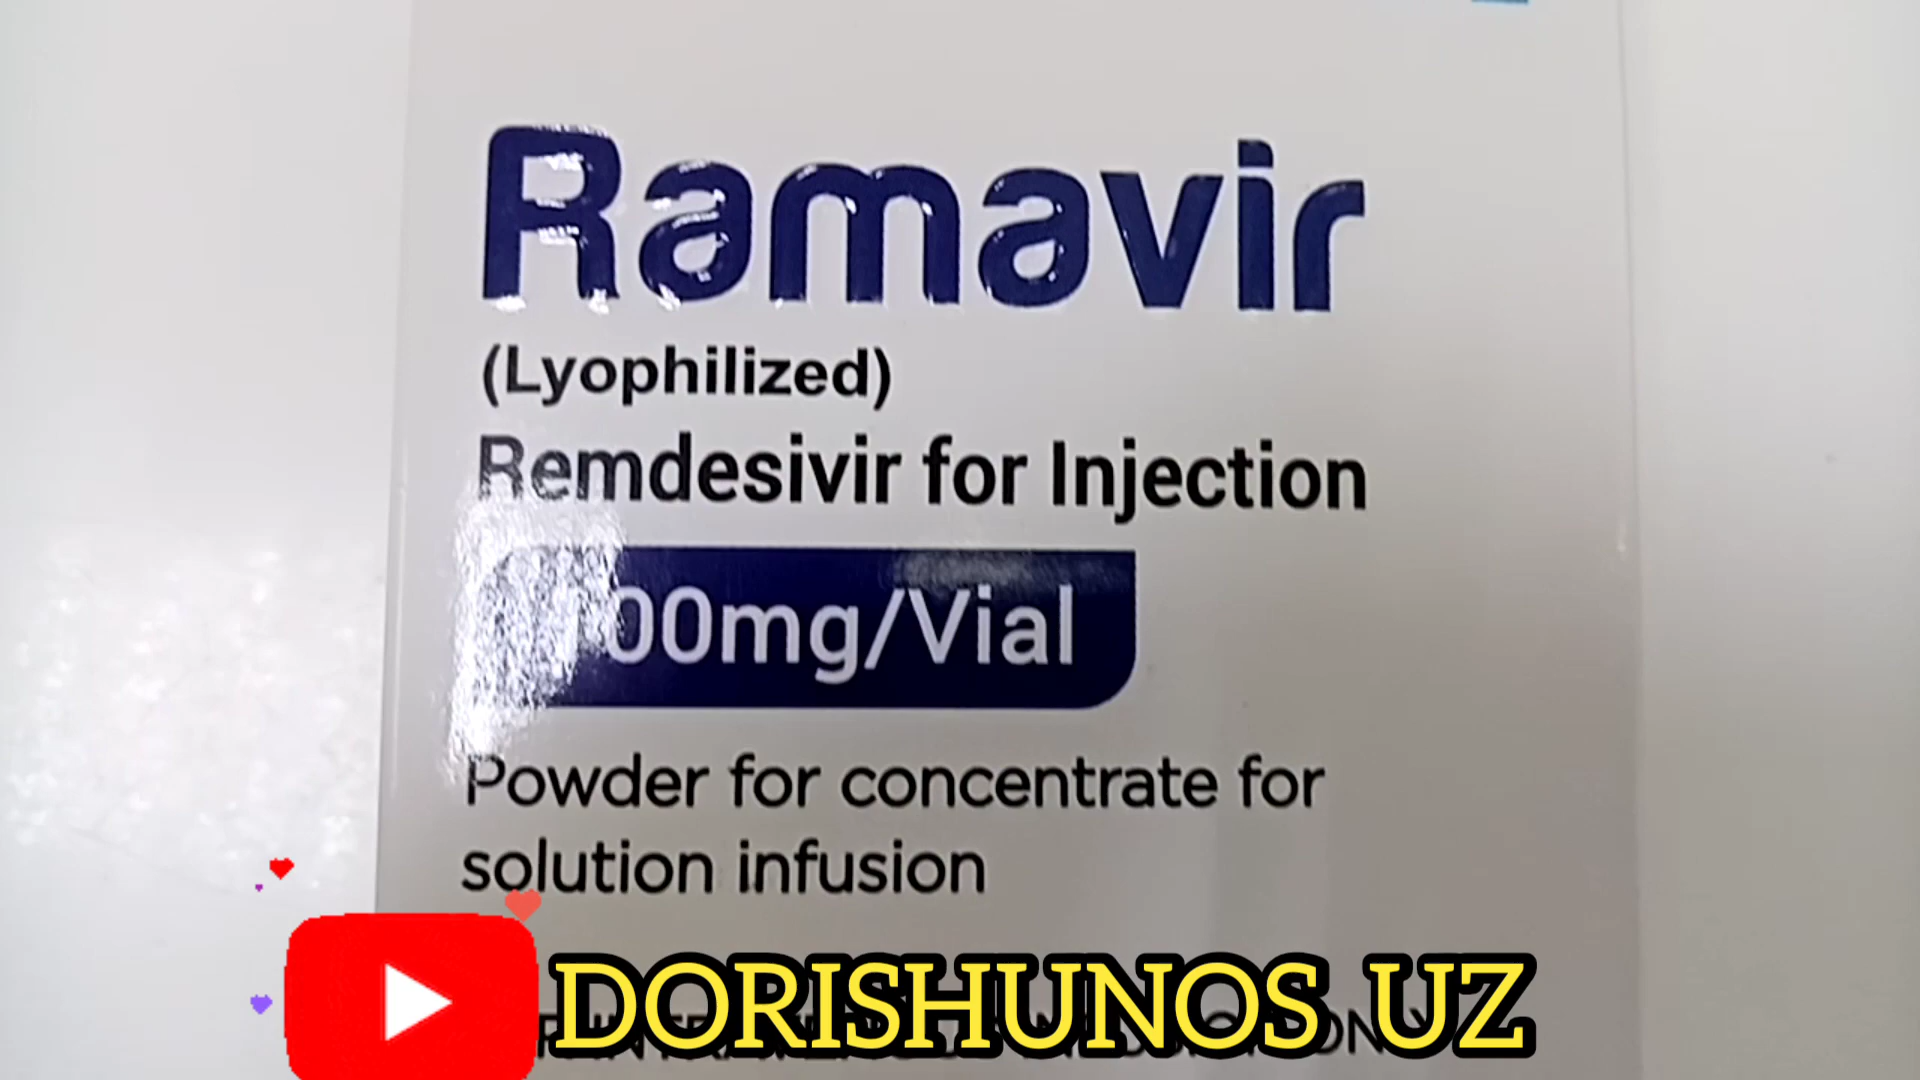 Ramavir
(Lyophilized)
Remdesivir for Injection
00mg/Vial
Powder for concentrate for
solution infusion
DORISHUNOS UZ